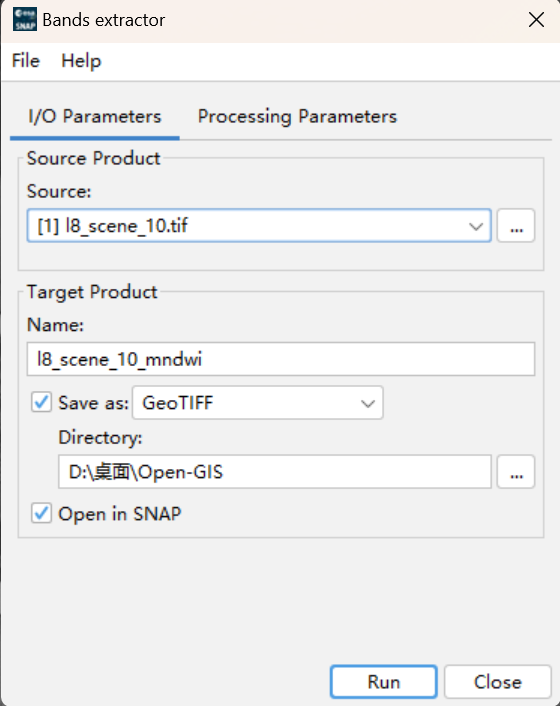 esa
SNAP
Bands extractor
File Help
I/O Parameters Processing Parameters
Source Product
Source:
[1] l8_scene_10.tif
...
Target Product
Name:
l8_scene_10_mndwi
Save as: GeoTIFF
Directory:
D:\桌面\Open-GIS
...
Open in SNAP
Run Close